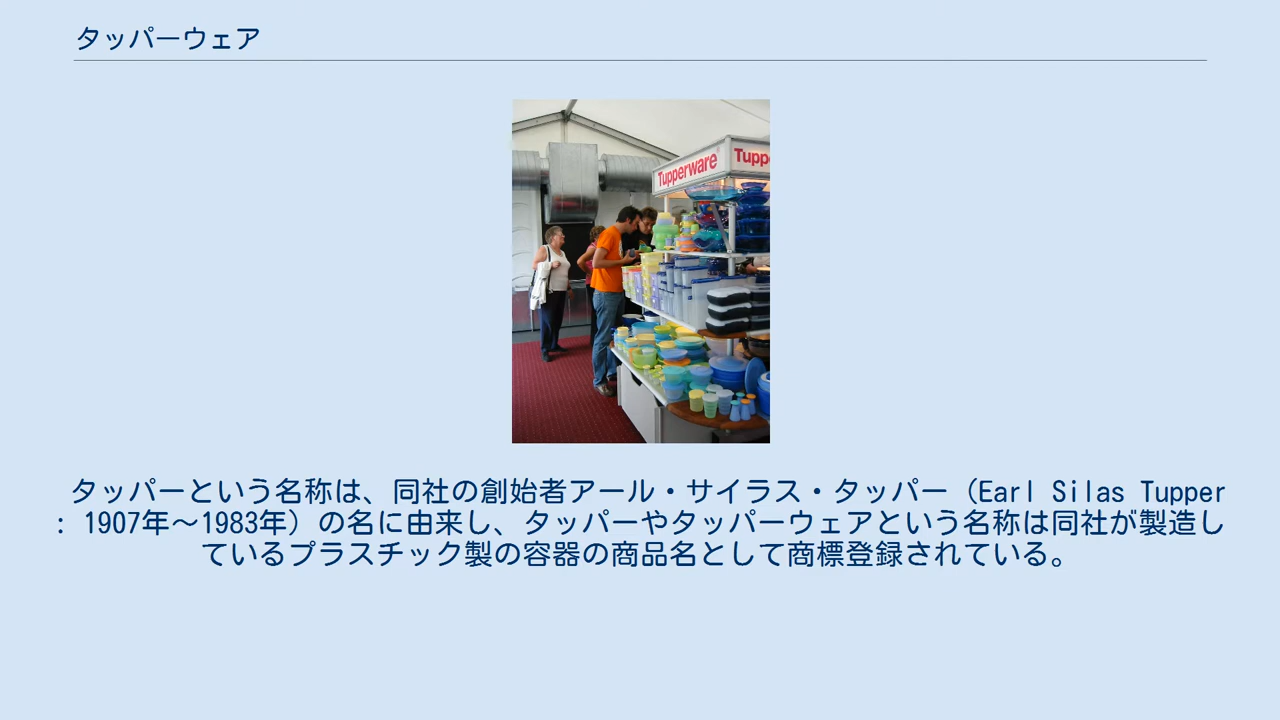 タッパーウェア
Tupperware
Tupp
タッパーという名称は、同社の創始者アール・サイラス・タッパー（Earl Silas Tupper
: 1907年〜1983年）の名に由来し、タッパーやタッパーウェアという名称は同社が製造し
ているプラスチック製の容器の商品名として商標登録されている。